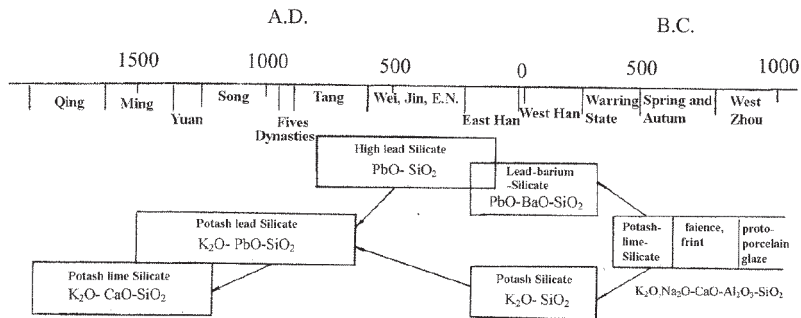 A.D. B.C.
1500 1000 500 0 500 1000
Qing Ming Yuan Song Fives Dynasties Tang Wei, Jin, E.N. East Han West Han Warring State Spring and Autum West Zhou
High lead Silicate
PbO- SiO₂
Lead-barium
-Silicate
PbO-BaO-SiO₂
Potash lead Silicate
K₂O- PbO-SiO₂
Potash-
lime-
Silicate
faience,
frint
proto-
porcelain
glaze
Potash lime Silicate
K₂O- CaO-SiO₂
Potash Silicate
K₂O- SiO₂
K₂O,Na₂O-CaO-Al₂O₃-SiO₂